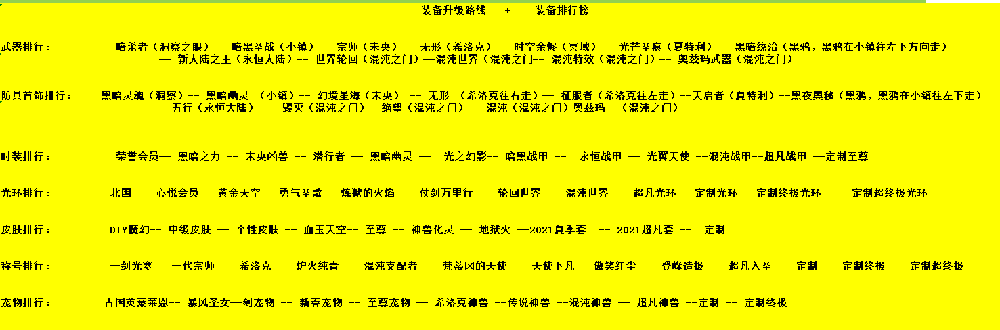 装备升级路线 + 装备排行榜
武器排行： 暗杀者（洞察之眼）-- 暗黑圣战（小镇）-- 宗师（未央）-- 无形（希洛克）-- 时空余烬（冥域）-- 光芒圣痕（夏特利）-- 黑暗统治（黑鸦，黑鸦在小镇往左下方向走）
-- 新大陆之王（永恒大陆）-- 世界轮回（混沌之门）--混沌世界（混沌之门-- 混沌特效（混沌之门）-- 奥兹玛武器（混沌之门）
防具首饰排行： 黑暗灵魂（洞察）-- 黑暗幽灵 （小镇）-- 幻境星海（未央） -- 无形 （希洛克往右走）-- 征服者（希洛克往左走）--天启者（夏特利）--黑夜奥秘（黑鸦，黑鸦在小镇往左下走）
--五行（永恒大陆）-- 毁灭（混沌之门）--绝望（混沌之门）-- 混沌（混沌之门）奥兹玛--（混沌之门）
时装排行： 荣誉会员-- 黑暗之力 -- 未央凶兽 -- 潜行者 -- 黑暗幽灵 -- 光之幻影-- 暗黑战甲 -- 永恒战甲 -- 光翼天使 --混沌战甲--超凡战甲 --定制至尊
光环排行： 北国 -- 心悦会员-- 黄金天空-- 勇气圣歌-- 炼狱的火焰 -- 仗剑万里行 -- 轮回世界 -- 混沌世界 -- 超凡光环 --定制光环 --定制终极光环 -- 定制超终极光环
皮肤排行： DIY魔幻-- 中级皮肤 -- 个性皮肤 -- 血玉天空-- 至尊 -- 神兽化灵 -- 地狱火 --2021夏季套 -- 2021超凡套 -- 定制
称号排行： 一剑光寒-- 一代宗师 -- 希洛克 -- 炉火纯青 -- 混沌支配者 -- 梵蒂冈的天使 -- 天使下凡-- 傲笑红尘 -- 登峰造极 -- 超凡入圣 -- 定制 -- 定制终极 -- 定制超终极
宠物排行： 古国英豪莱恩-- 暴风圣女--剑宠物 -- 新春宠物 -- 至尊宠物 -- 希洛克神兽 --传说神兽 --混沌神兽 -- 超凡神兽 --定制 -- 定制终极